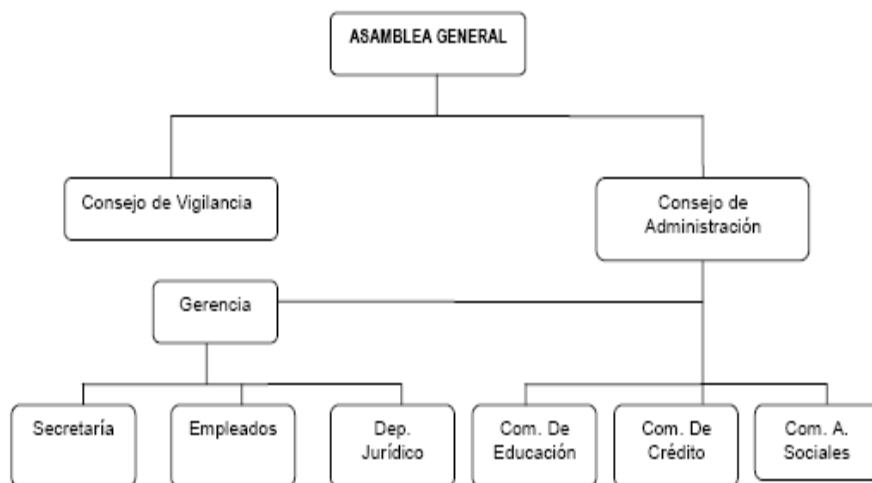 ASAMBLEA GENERAL
Consejo de Vigilancia
Consejo de
Administración
Gerencia
Secretaría
Empleados
Dep.
Jurídico
Com. De
Educación
Com. De
Crédito
Com. A.
Sociales